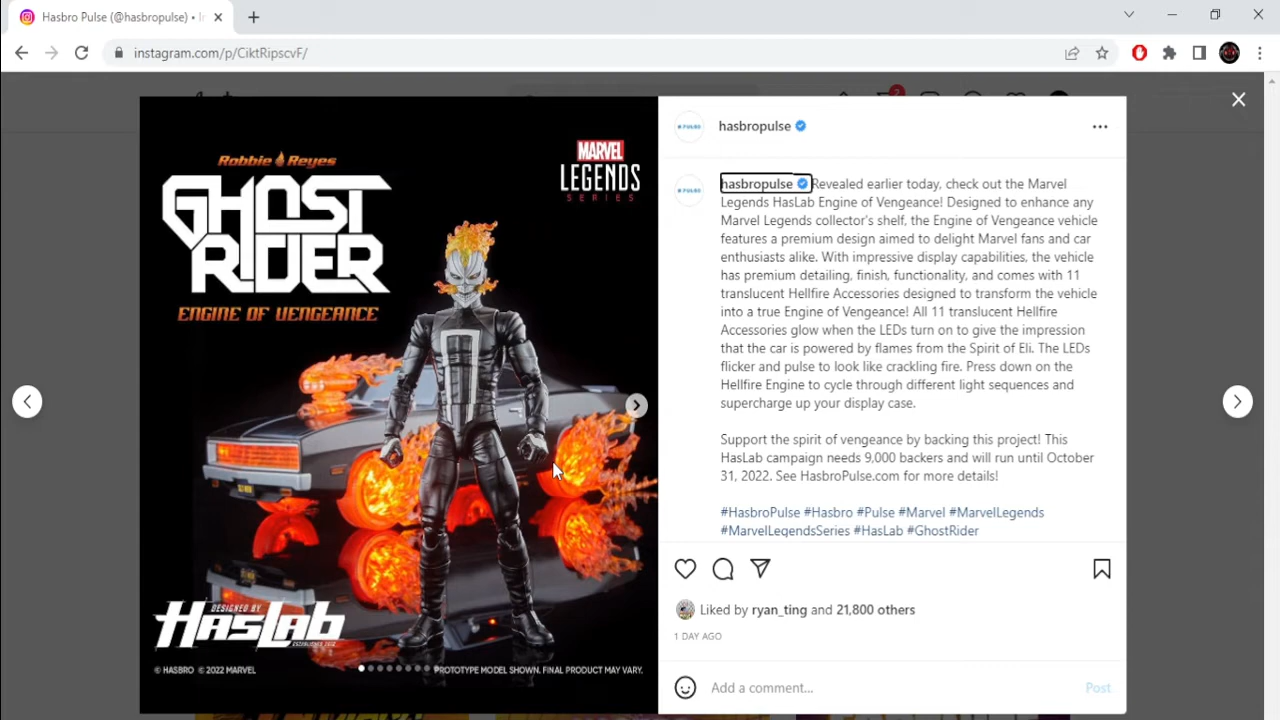 Hasbro Pulse (@hasbropulse) • I
instagram.com/p/CiktRipscvF/
2
Robbie Reyes
GHOST
RIDER
ENGINE OF VENGEANCE
MARVEL
LEGENDS
SERIES
DESIGNED BY
HASLAB
© HASBRO © 2022 MARVEL
PROTOTYPE MODEL SHOWN. FINAL PRODUCT MAY VARY.
PULSE
hasbropulse
PULSE
hasbropulse Revealed earlier today, check out the Marvel
Legends HasLab Engine of Vengeance! Designed to enhance any
Marvel Legends collector's shelf, the Engine of Vengeance vehicle
features a premium design aimed to delight Marvel fans and car
enthusiasts alike. With impressive display capabilities, the vehicle
has premium detailing, finish, functionality, and comes with 11
translucent Hellfire Accessories designed to transform the vehicle
into a true Engine of Vengeance! All 11 translucent Hellfire
Accessories glow when the LEDs turn on to give the impression
that the car is powered by flames from the Spirit of Eli. The LEDs
flicker and pulse to look like crackling fire. Press down on the
Hellfire Engine to cycle through different light sequences and
supercharge up your display case.
Support the spirit of vengeance by backing this project! This
HasLab campaign needs 9,000 backers and will run until October
31, 2022. See HasbroPulse.com for more details!
#HasbroPulse #Hasbro #Pulse #Marvel #MarvelLegends
#MarvelLegendsSeries #HasLab #GhostRider
Liked by ryan_ting and 21,800 others
1 DAY AGO
Add a comment...
Post